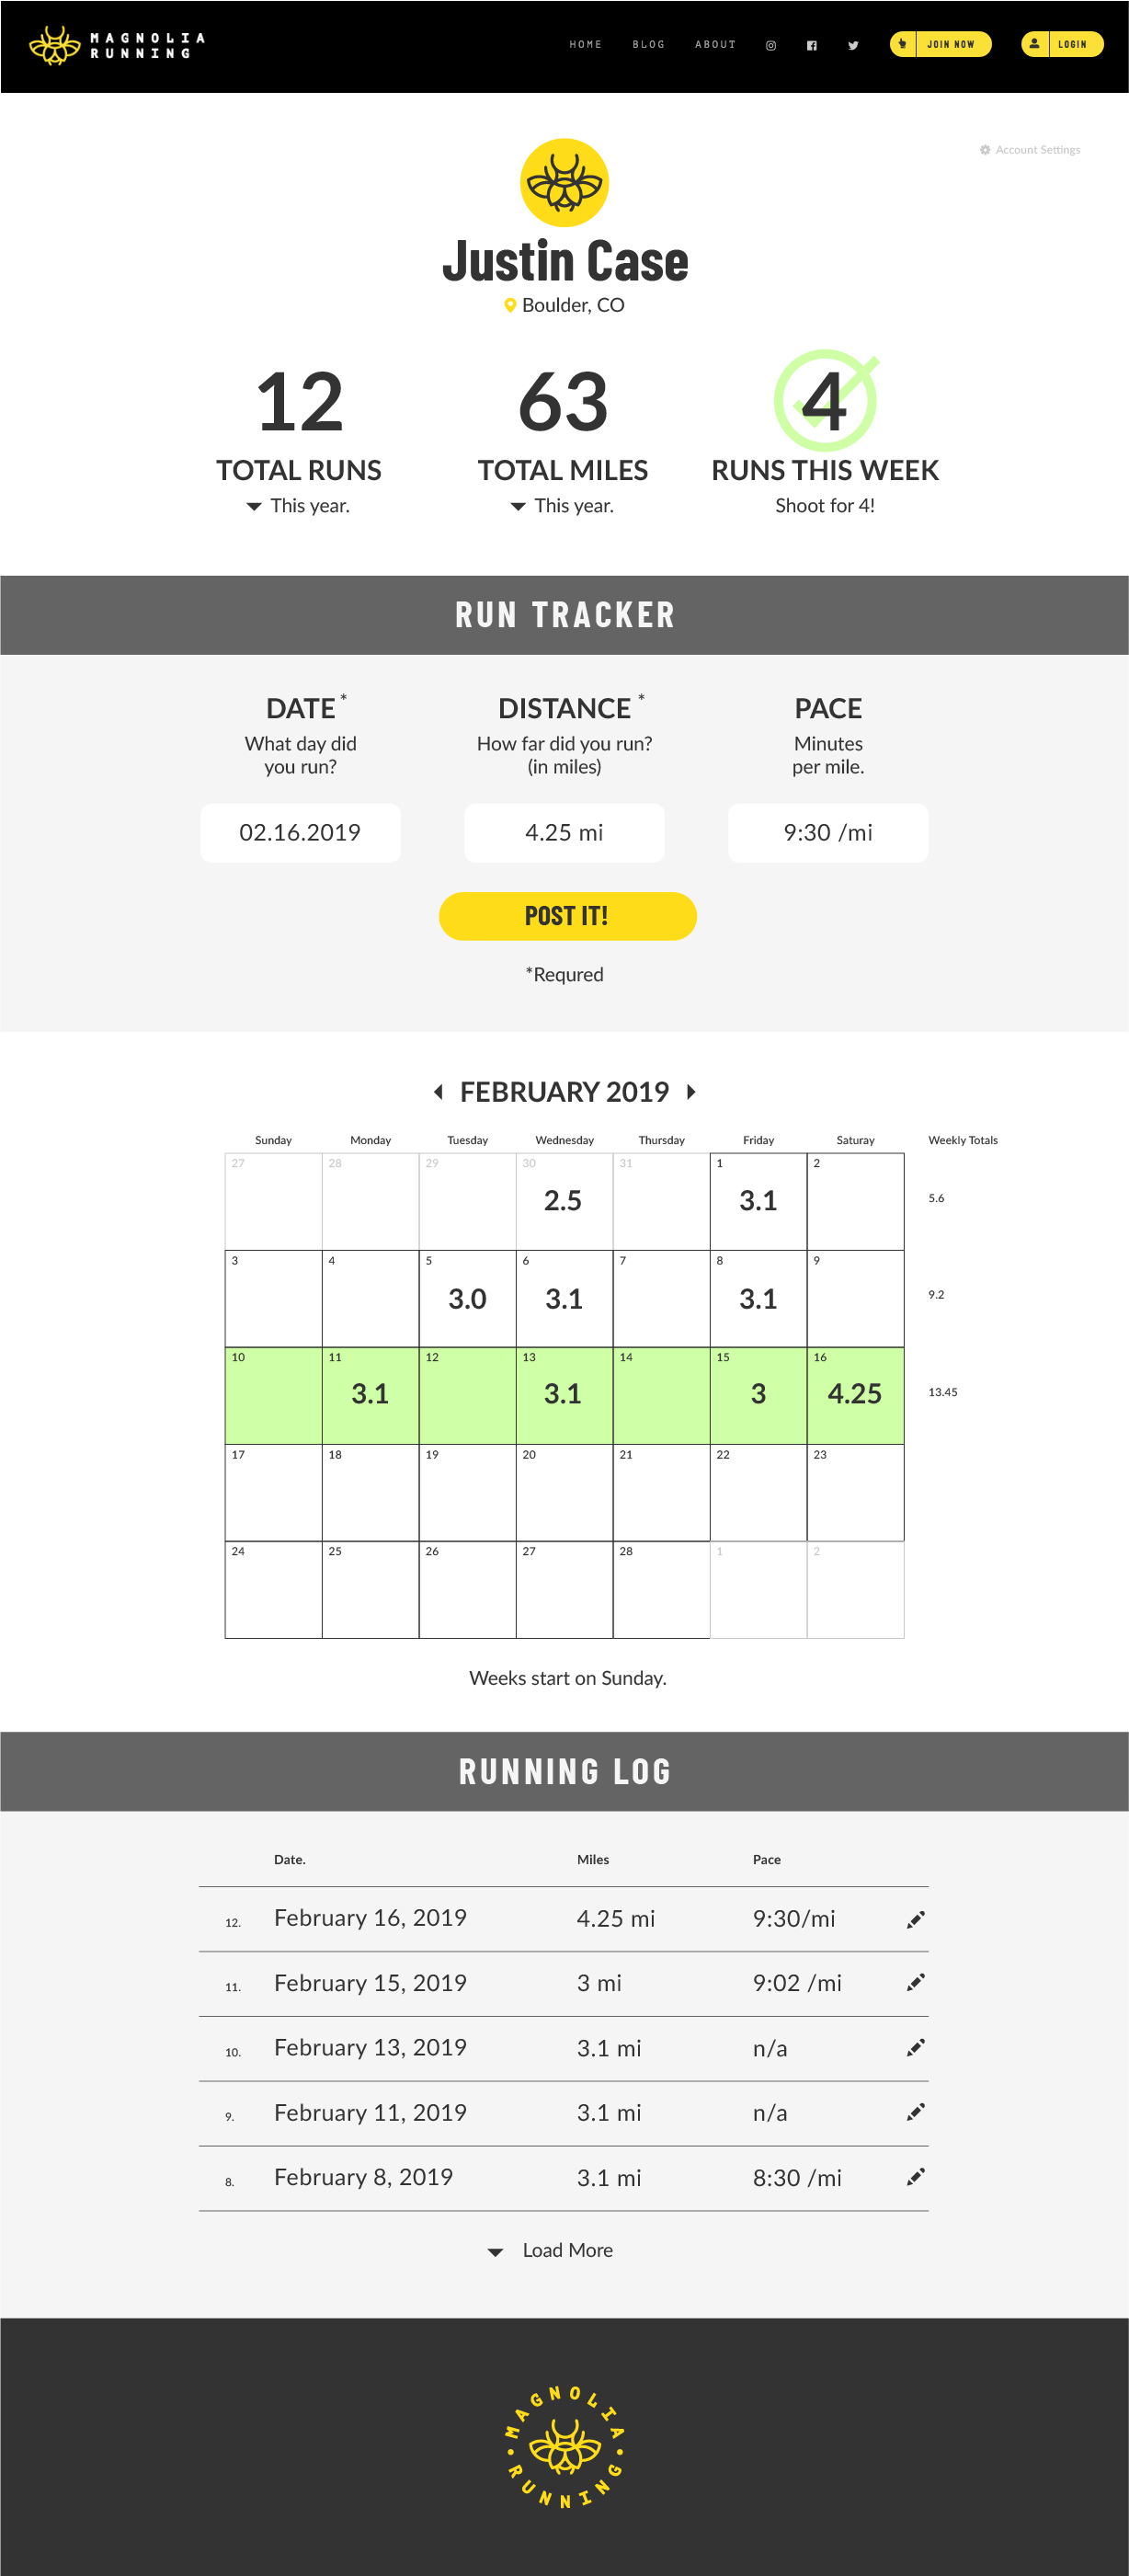 MAGNOLIA
RUNNING
HOME BLOG ABOUT JOIN NOW LOGIN
Account Settings
Justin Case
Boulder, CO
12 63 4
TOTAL RUNS TOTAL MILES RUNS THIS WEEK
This year. This year. Shoot for 4!
RUN TRACKER
DATE* DISTANCE* PACE
What day did How far did you run? Minutes
you run? (in miles) per mile.
02.16.2019 4.25 mi 9:30 /mi
POST IT!
*Requred
FEBRUARY 2019
Sunday Monday Tuesday Wednesday Thursday Friday Saturay Weekly Totals
27 28 29 30 31 1 2
2.5 3.1 5.6
3 4 5 6 7 8 9
3.0 3.1 3.1 9.2
10 11 12 13 14 15 16
3.1 3.1 3 4.25 13.45
17 18 19 20 21 22 23
24 25 26 27 28 1 2
Weeks start on Sunday.
RUNNING LOG
Date. Miles Pace
12. February 16, 2019 4.25 mi 9:30/mi
11. February 15, 2019 3 mi 9:02 /mi
10. February 13, 2019 3.1 mi n/a
9. February 11, 2019 3.1 mi n/a
8. February 8, 2019 3.1 mi 8:30 /mi
Load More
MAGNOLIA
RUNNING